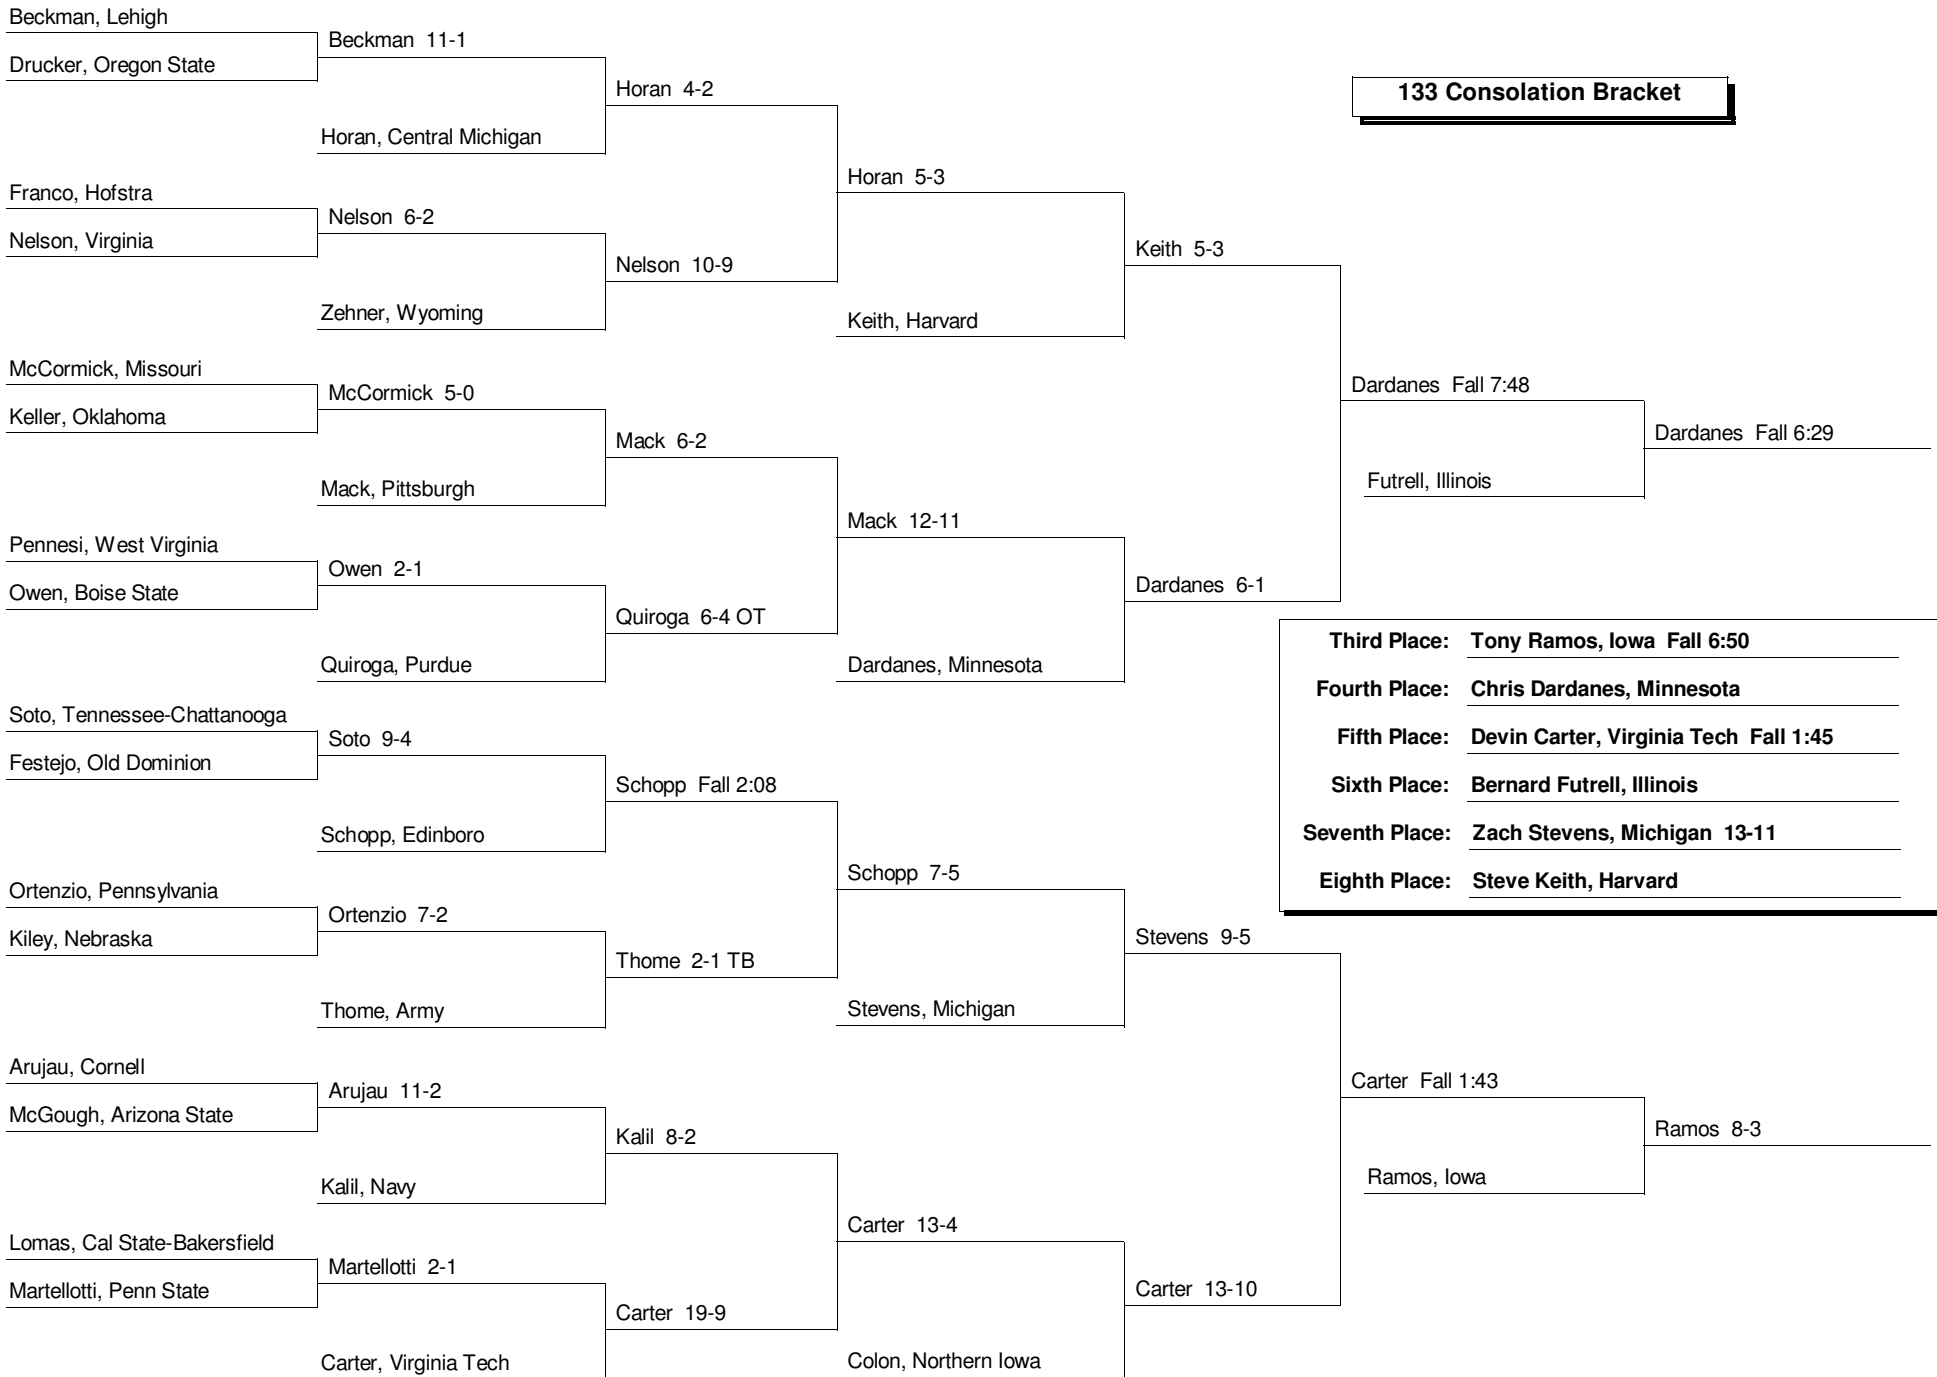 Beckman, Lehigh
Drucker, Oregon State
Franco, Hofstra
Nelson, Virginia
McCormick, Missouri
Keller, Oklahoma
Pennesi, West Virginia
Owen, Boise State
Soto, Tennessee-Chattanooga
Festejo, Old Dominion
Ortenzio, Pennsylvania
Kiley, Nebraska
Arujau, Cornell
McGough, Arizona State
Lomas, Cal State-Bakersfield
Martellotti, Penn State
Beckman 11-1
Horan, Central Michigan
Nelson 6-2
Zehner, Wyoming
McCormick 5-0
Mack, Pittsburgh
Owen 2-1
Quiroga, Purdue
Soto 9-4
Schopp, Edinboro
Ortenzio 7-2
Thome, Army
Arujau 11-2
Kalil, Navy
Martellotti 2-1
Carter, Virginia Tech
Horan 4-2
Nelson 10-9
Mack 6-2
Quiroga 6-4 OT
Schopp Fall 2:08
Thome 2-1 TB
Kalil 8-2
Carter 19-9
Horan 5-3
Keith, Harvard
Mack 12-11
Dardanes, Minnesota
Schopp 7-5
Stevens, Michigan
Carter 13-4
Colon, Northern Iowa
Keith 5-3
Dardanes 6-1
Stevens 9-5
Carter 13-10
133 Consolation Bracket
Dardanes Fall 7:48
Futrell, Illinois
Dardanes Fall 6:29
Third Place: Tony Ramos, Iowa Fall 6:50
Fourth Place: Chris Dardanes, Minnesota
Fifth Place: Devin Carter, Virginia Tech Fall 1:45
Sixth Place: Bernard Futrell, Illinois
Seventh Place: Zach Stevens, Michigan 13-11
Eighth Place: Steve Keith, Harvard
Carter Fall 1:43
Ramos, Iowa
Ramos 8-3